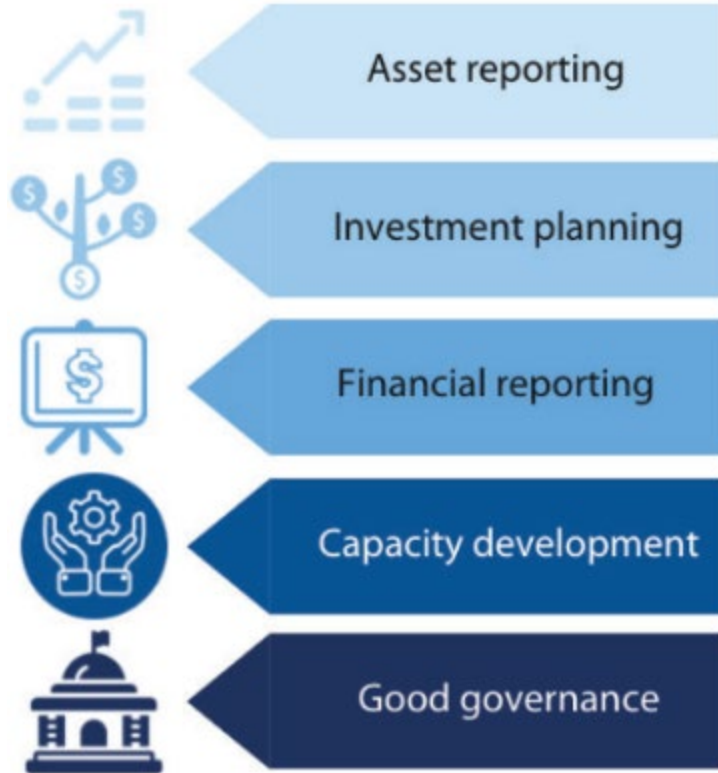 Asset reporting
$
$
$
$
Investment planning
$
Financial reporting
Capacity development
Good governance